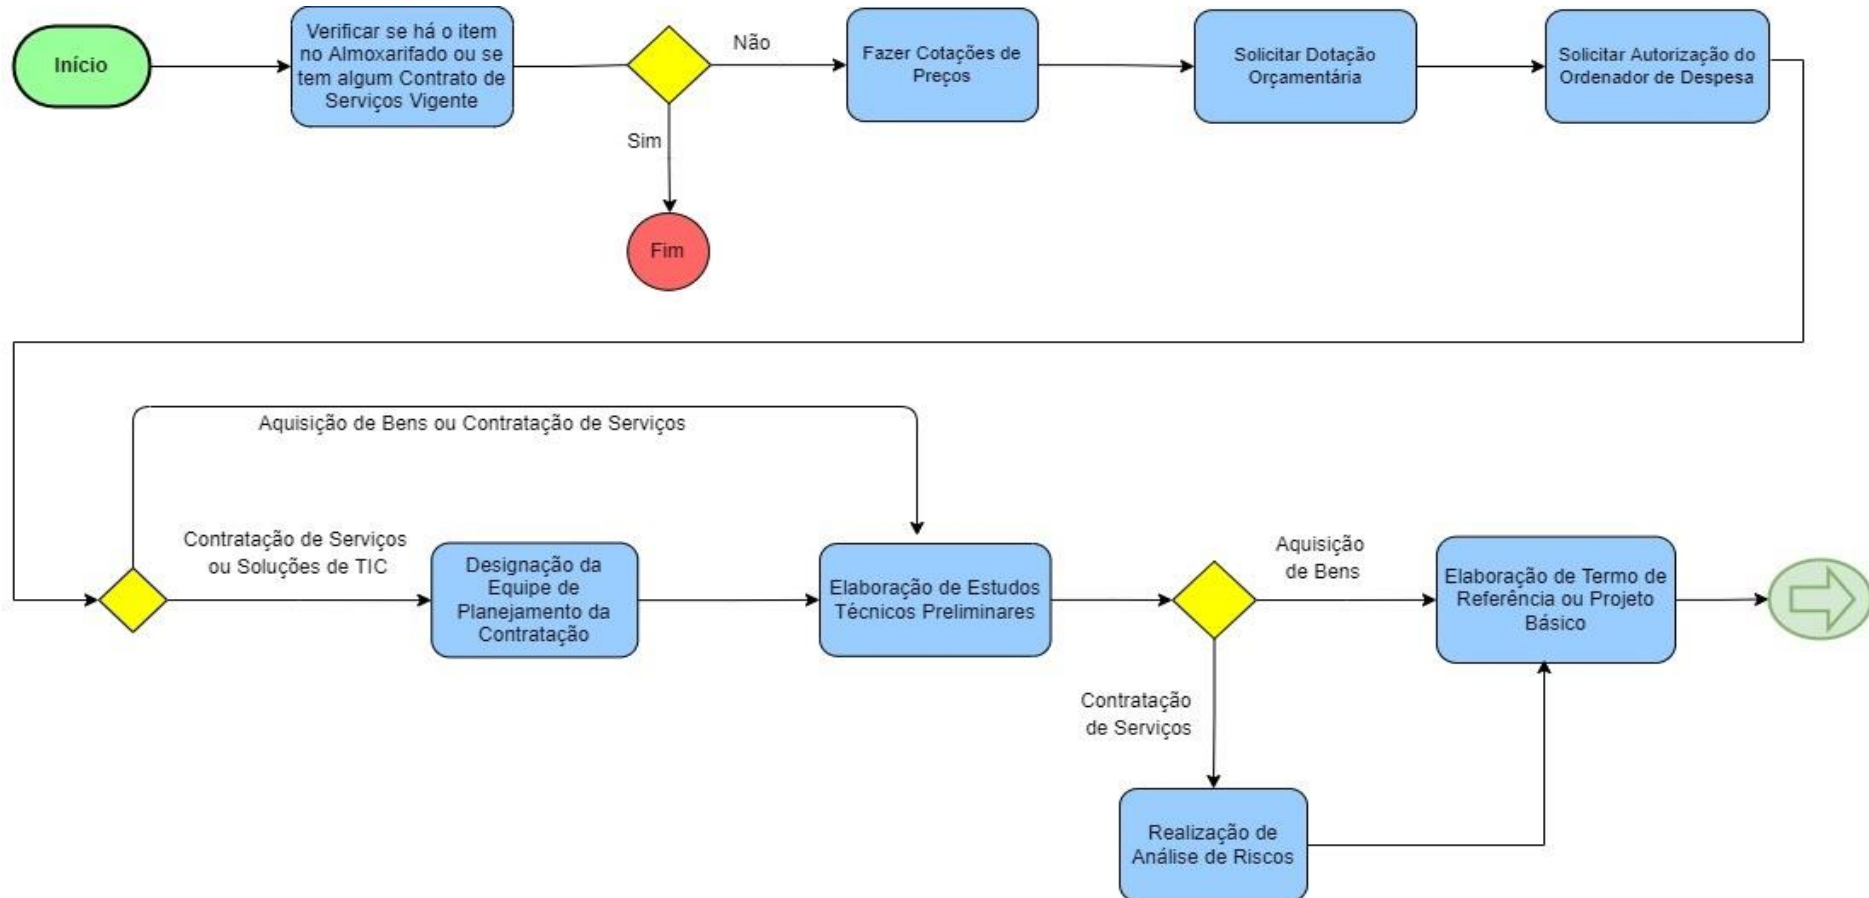 Início
Verificar se há o item
no Almoxarifado ou se
tem algum Contrato de
Serviços Vigente
Não
Sim
Fim
Fazer Cotações de
Preços
Solicitar Dotação
Orçamentária
Solicitar Autorização do
Ordenador de Despesa
Aquisição de Bens ou Contratação de Serviços
Contratação de Serviços
ou Soluções de TIC
Designação da
Equipe de
Planejamento da
Contratação
Elaboração de Estudos
Técnicos Preliminares
Aquisição
de Bens
Contratação
de Serviços
Elaboração de Termo de
Referência ou Projeto
Básico
Realização de
Análise de Riscos